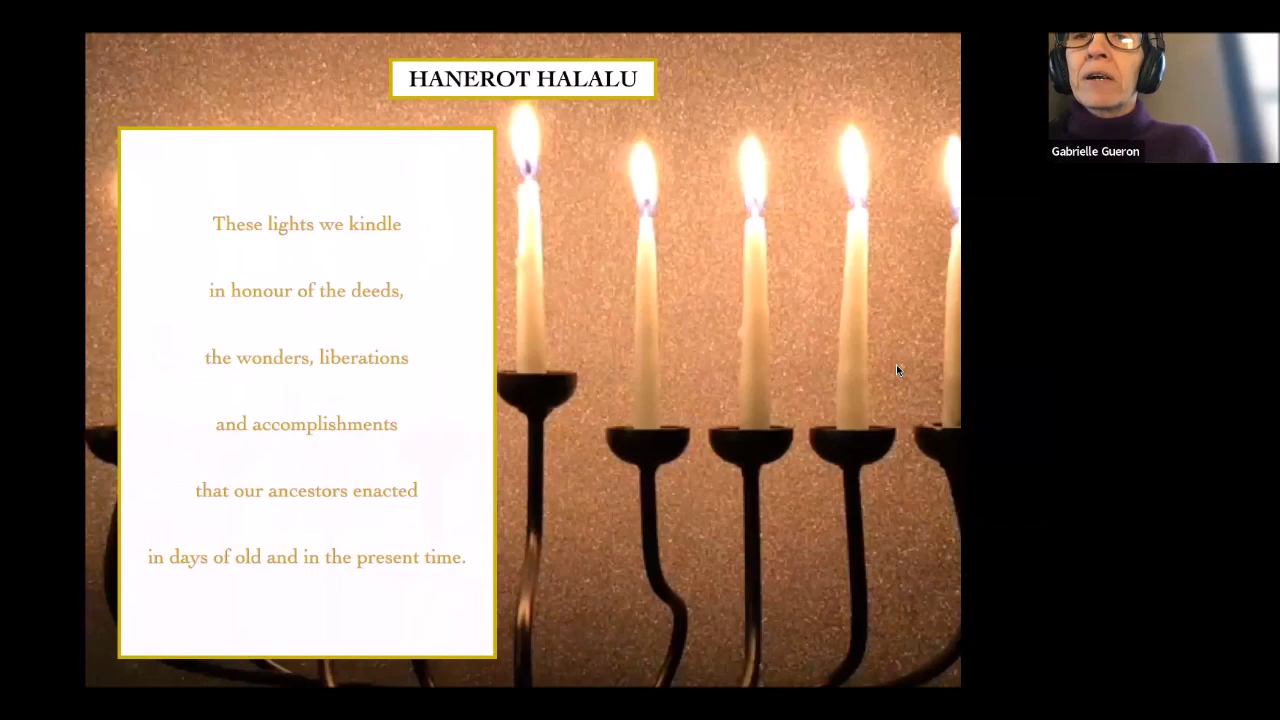 HANEROT HALALU
These lights we kindle
in honour of the deeds,
the wonders, liberations
and accomplishments
that our ancestors enacted
in days of old and in the present time.
Gabrielle Gueron